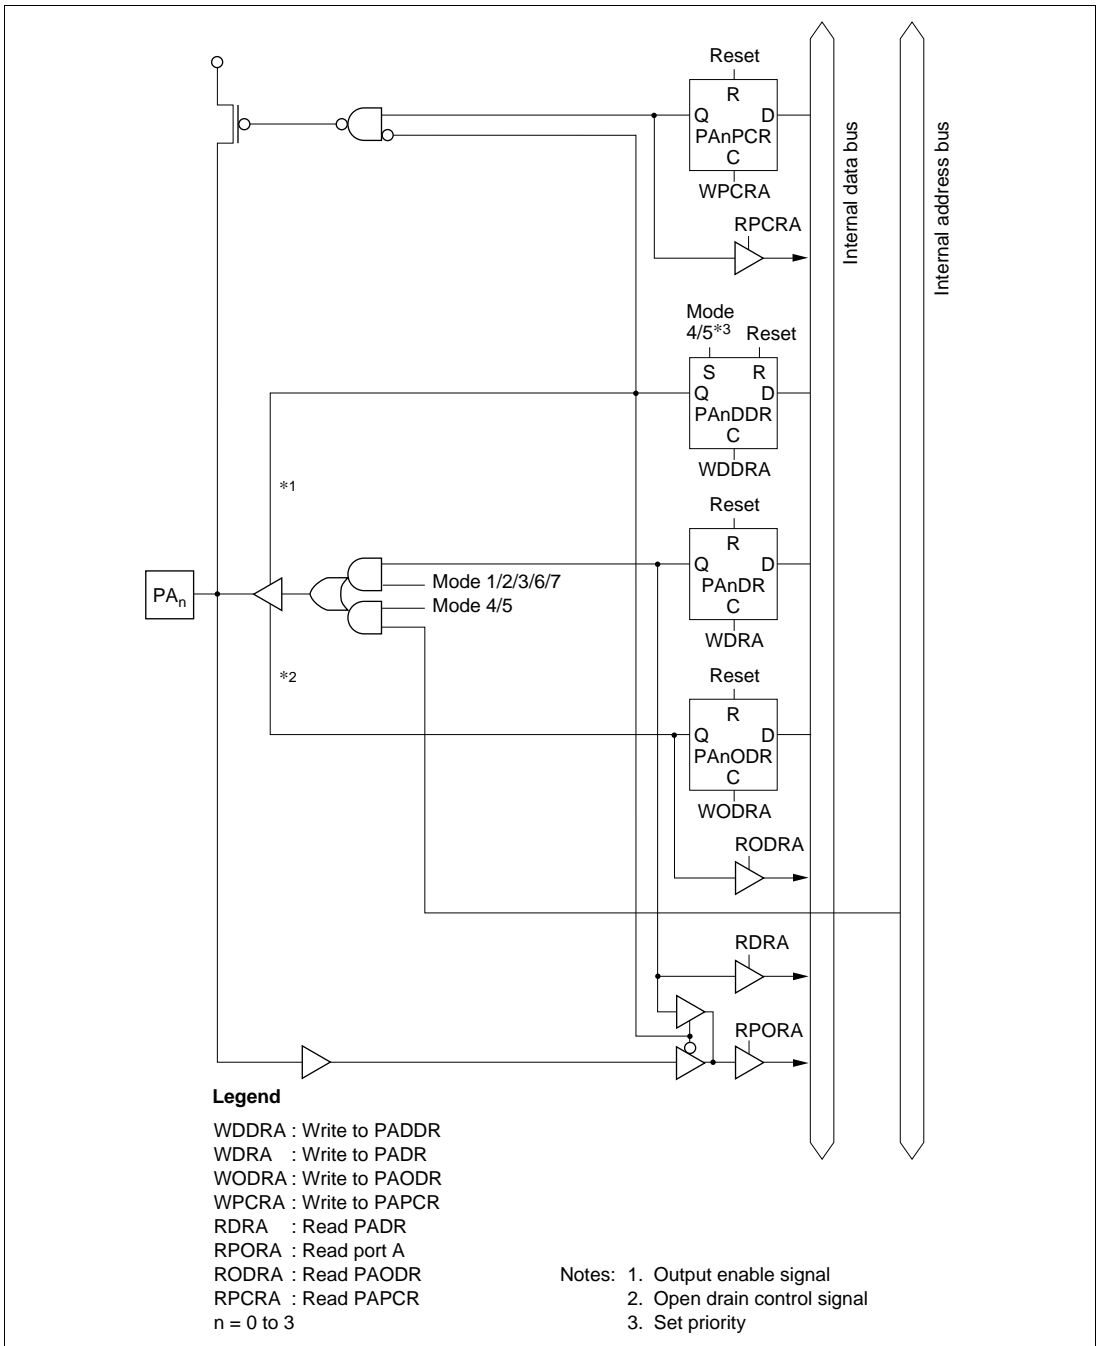 Reset
R
Q D
PAnPCR
C
WPCRA
RPCRA
Internal data bus
Internal address bus
Mode
4/5*3 Reset
S R
Q D
PAnDDR
C
WDDRA
*1
Reset
R
Q D
PAnDR
C
WDRA
Mode 1/2/3/6/7
Mode 4/5
PAn
*2
Reset
R
Q D
PAnODR
C
WODRA
RODRA
RDRA
RPORA
Legend
WDDRA : Write to PADDR
WDRA : Write to PADR
WODRA : Write to PAODR
WPCRA : Write to PAPCR
RDRA : Read PADR
RPORA : Read port A
RODRA : Read PAODR
RPCRA : Read PAPCR
n = 0 to 3
Notes: 1. Output enable signal
2. Open drain control signal
3. Set priority